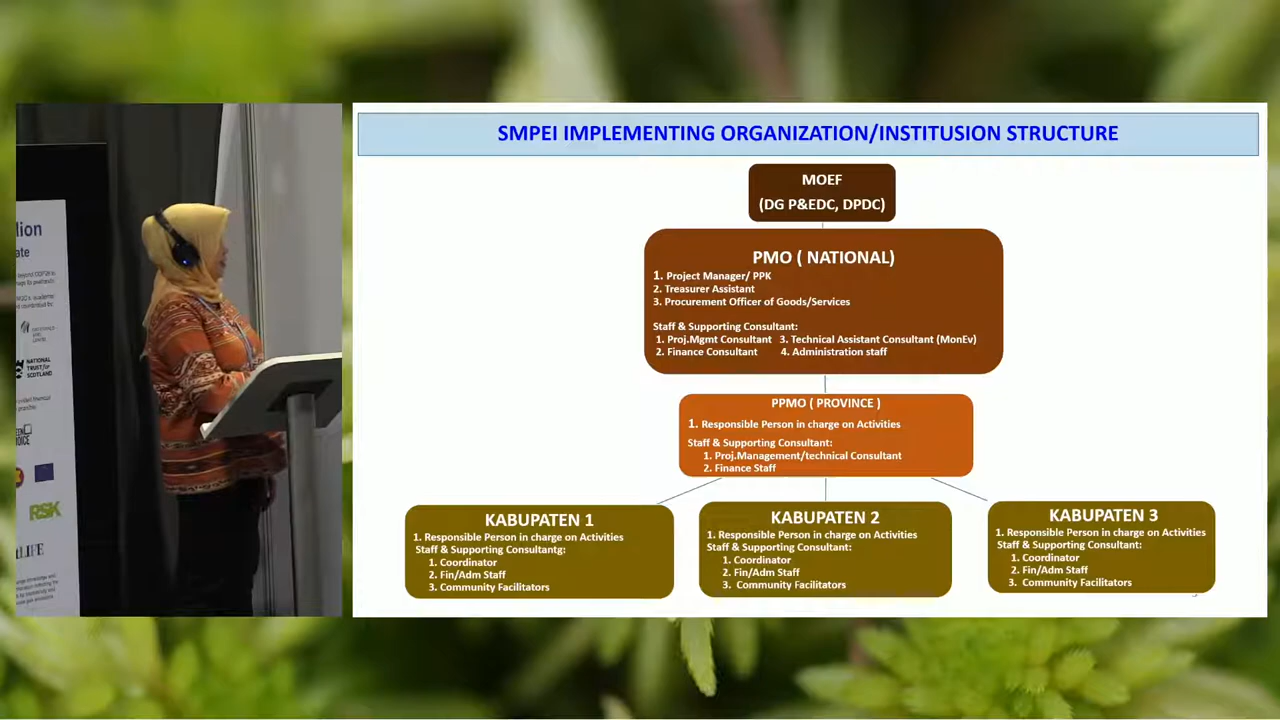 SMPEI IMPLEMENTING ORGANIZATION/INSTITUSION STRUCTURE
MOEF
(DG P&EDC, DPDC)
PMO ( NATIONAL)
1. Project Manager/ PPK
2. Treasurer Assistant
3. Procurement Officer of Goods/Services
Staff & Supporting Consultant:
1. Proj.Mgmt Consultant 3. Technical Assistant Consultant (MonEv)
2. Finance Consultant 4. Administration staff
PPMO ( PROVINCE )
1. Responsible Person in charge on Activities
Staff & Supporting Consultant:
1. Proj.Management/technical Consultant
2. Finance Staff
KABUPATEN 1
1. Responsible Person in charge on Activities
Staff & Supporting Consultantg:
1. Coordinator
2. Fin/Adm Staff
3. Community Facilitators
KABUPATEN 2
1. Responsible Person in charge on Activities
Staff & Supporting Consultant:
1. Coordinator
2. Fin/Adm Staff
3. Community Facilitators
KABUPATEN 3
1. Responsible Person in charge on Activities
Staff & Supporting Consultant:
1. Coordinator
2. Fin/Adm Staff
3. Community Facilitators
lion
ate
NATIONAL
TRUST for
SCOTLAND
RSK
LIFE